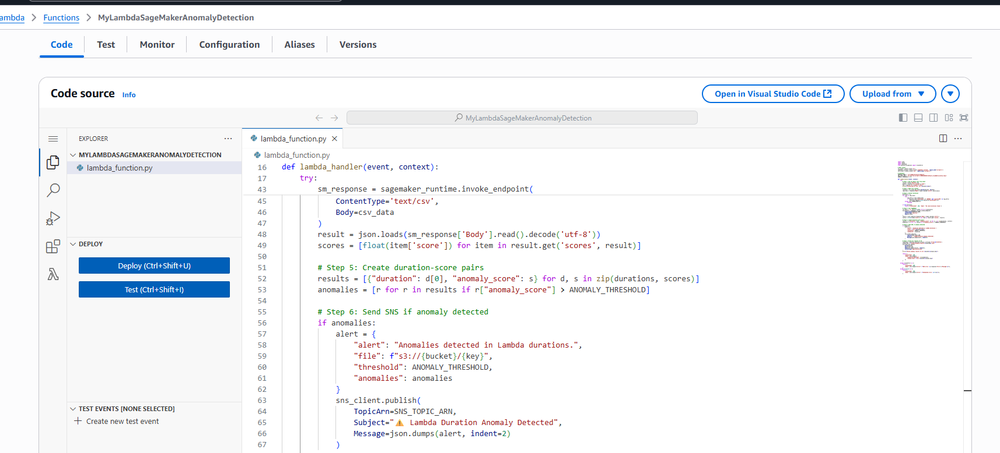 ambda > Functions > MyLambdaSageMakerAnomalyDetection
Code Test Monitor Configuration Aliases Versions
Code source Info
Open in Visual Studio Code Upload from
MyLambdaSageMakerAnomalyDetection
EXPLORER
MYLAMBDASAGEMAKERANOMALYDETECTION
lambda_function.py
DEPLOY
Deploy (Ctrl+Shift+U)
Test (Ctrl+Shift+I)
TEST EVENTS [NONE SELECTED]
Create new test event
lambda_function.py
lambda_function.py
16 def lambda_handler(event, context):
17 try:
43 sm_response = sagemaker_runtime.invoke_endpoint(
45 ContentType='text/csv',
46 Body=csv_data
47 )
48 result = json.loads(sm_response['Body'].read().decode('utf-8'))
49 scores = [float(item['score']) for item in result.get('scores', result)]
50
51 # Step 5: Create duration-score pairs
52 results = [{"duration": d[0], "anomaly_score": s} for d, s in zip(durations, scores)]
53 anomalies = [r for r in results if r["anomaly_score"] > ANOMALY_THRESHOLD]
54
55 # Step 6: Send SNS if anomaly detected
56 if anomalies:
57 alert = {
58 "alert": "Anomalies detected in Lambda durations.",
59 "file": f"s3://{bucket}/{key}",
60 "threshold": ANOMALY_THRESHOLD,
61 "anomalies": anomalies
62 }
63 sns_client.publish(
64 TopicArn=SNS_TOPIC_ARN,
65 Subject="⚠️ Lambda Duration Anomaly Detected",
66 Message=json.dumps(alert, indent=2)
67 )